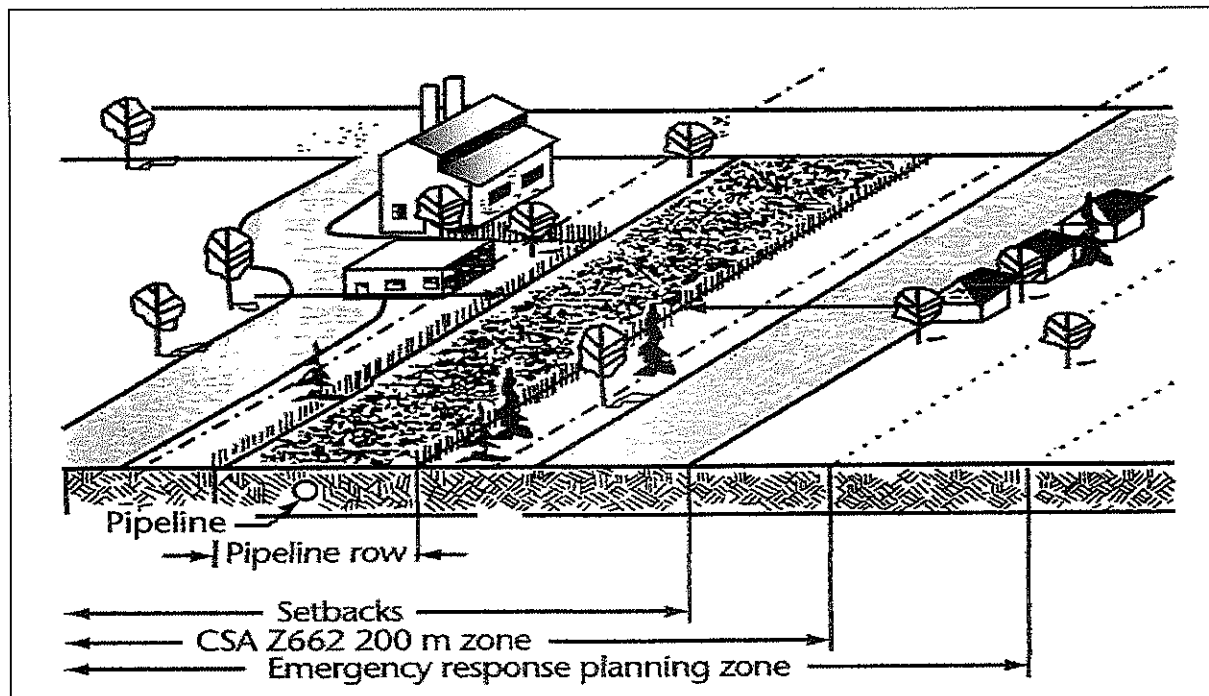 Pipeline
Pipeline row
Setbacks
CSA Z662 200 m zone
Emergency response planning zone